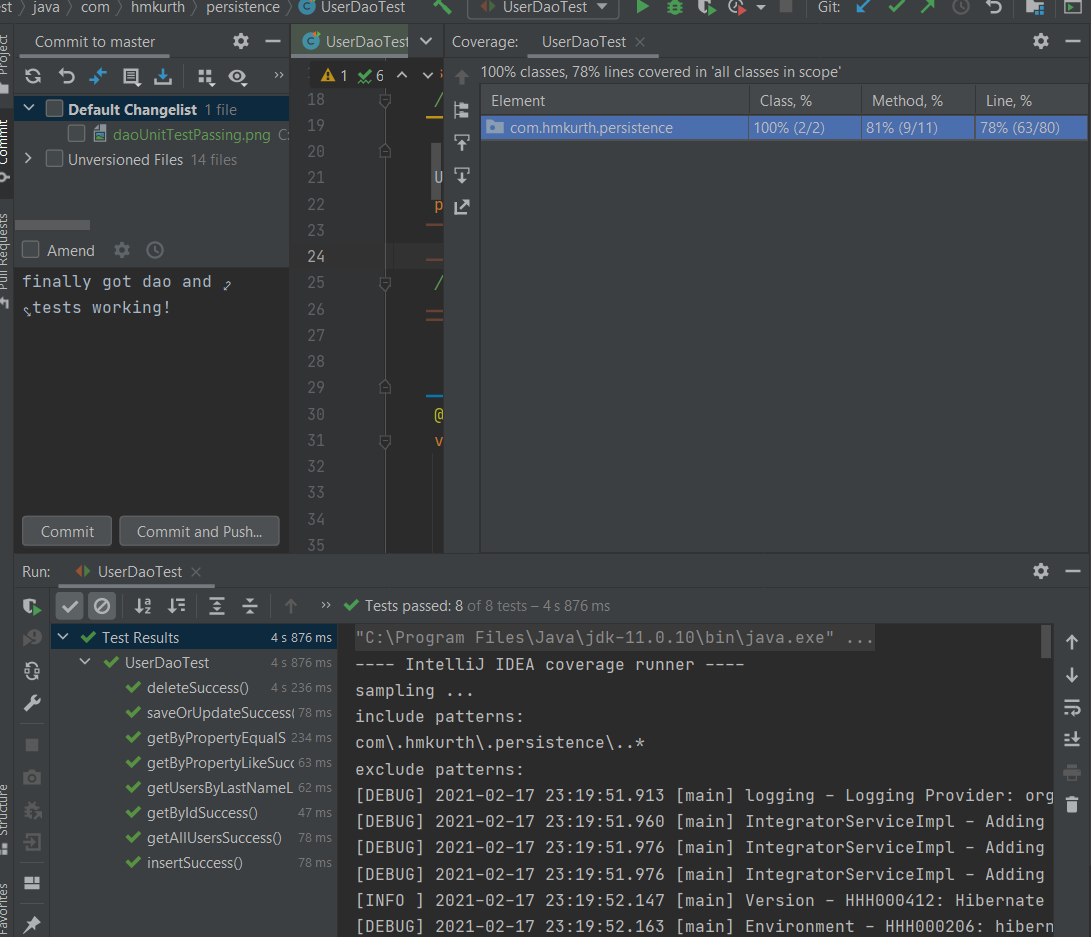 st java com hmkurth persistence UserDaoTest
UserDaoTest
Git:
Project
Commit
Pull Requests
Structure
Favorites
Commit to master
Default Changelist 1 file
daoUnitTestPassing.png C:
Unversioned Files 14 files
Amend
finally got dao and
tests working!
Commit
Commit and Push...
UserDaoTest
1 6
18 /
19
20
21 U
22 p
23
24
25 /
26
27
28
29
30 @
31 v
32
33
34
35
Coverage: UserDaoTest
100% classes, 78% lines covered in 'all classes in scope'
Element Class, % Method, % Line, %
com.hmkurth.persistence 100% (2/2) 81% (9/11) 78% (63/80)
Run: UserDaoTest
Tests passed: 8 of 8 tests – 4 s 876 ms
Test Results 4 s 876 ms
UserDaoTest 4 s 876 ms
deleteSuccess() 4 s 236 ms
saveOrUpdateSuccess( 78 ms
getByPropertyEqualS 234 ms
getByPropertyLikeSucc 63 ms
getUsersByLastNameL 62 ms
getByIdSuccess() 47 ms
getAllUsersSuccess() 78 ms
insertSuccess() 78 ms
"C:\Program Files\Java\jdk-11.0.10\bin\java.exe" ...
---- IntelliJ IDEA coverage runner ----
sampling ...
include patterns:
com\.hmkurth\.persistence\..*
exclude patterns:
[DEBUG] 2021-02-17 23:19:51.913 [main] logging - Logging Provider: org
[DEBUG] 2021-02-17 23:19:51.960 [main] IntegratorServiceImpl - Adding
[DEBUG] 2021-02-17 23:19:51.976 [main] IntegratorServiceImpl - Adding
[DEBUG] 2021-02-17 23:19:51.976 [main] IntegratorServiceImpl - Adding
[INFO ] 2021-02-17 23:19:52.147 [main] Version - HHH000412: Hibernate
[DEBUG] 2021-02-17 23:19:52.163 [main] Environment - HHH000206: hibern